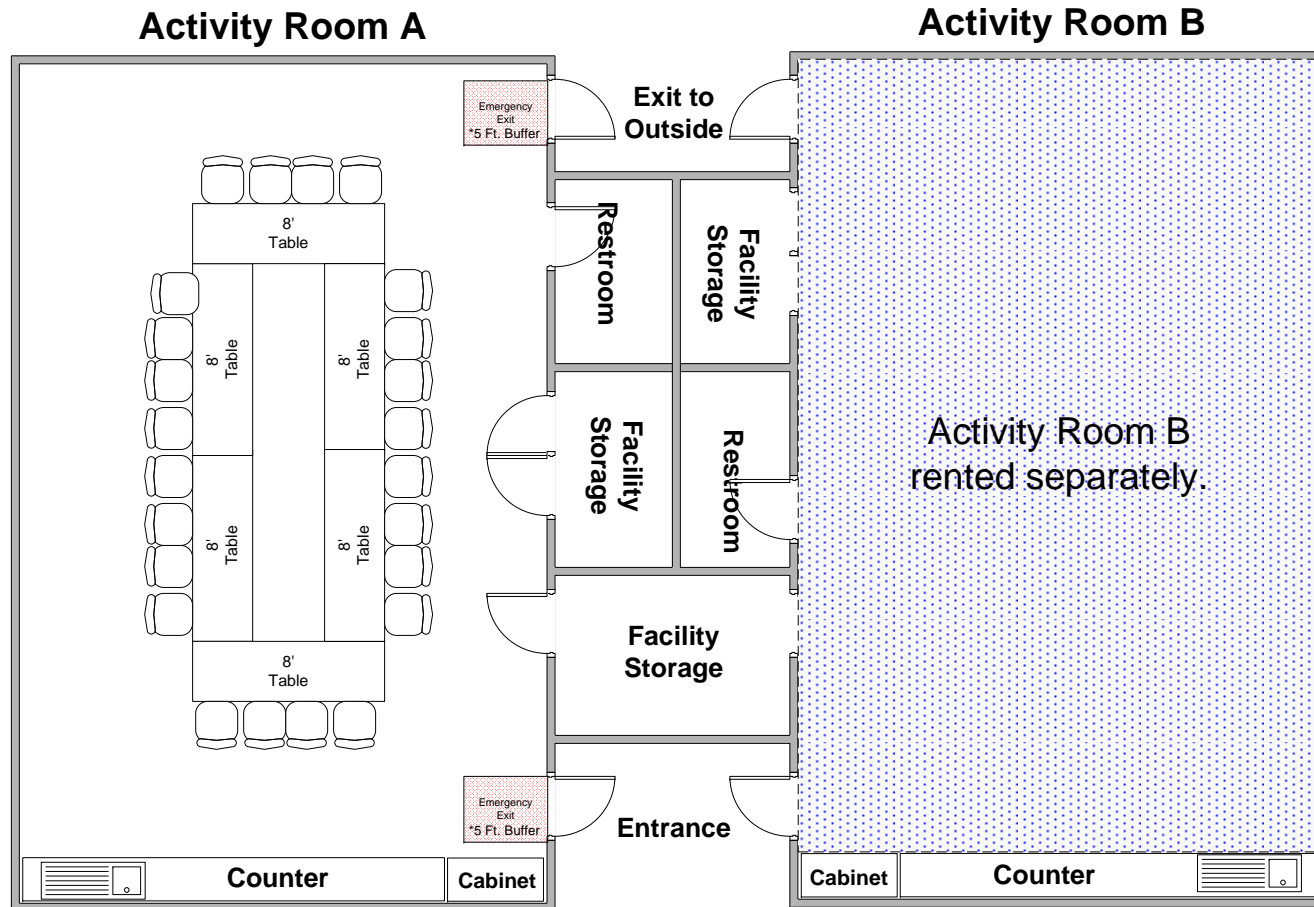 Activity Room A
Activity Room B
Emergency
Exit
*5 Ft. Buffer
Exit to
Outside
8'
Table
Restroom
Facility
Storage
8'
Table
8'
Table
Facility
Storage
Restroom
Activity Room B
rented separately.
8'
Table
8'
Table
8'
Table
Facility
Storage
Emergency
Exit
*5 Ft. Buffer
Entrance
Counter
Cabinet
Cabinet
Counter